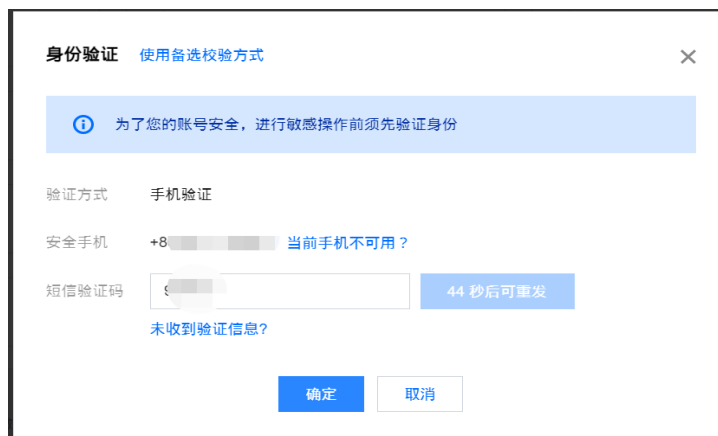 身份验证 使用备选校验方式
为了您的账号安全，进行敏感操作前须先验证身份
验证方式 手机验证
安全手机 +8 当前手机不可用？
短信验证码 9 44 秒后可重发
未收到验证信息?
确定 取消